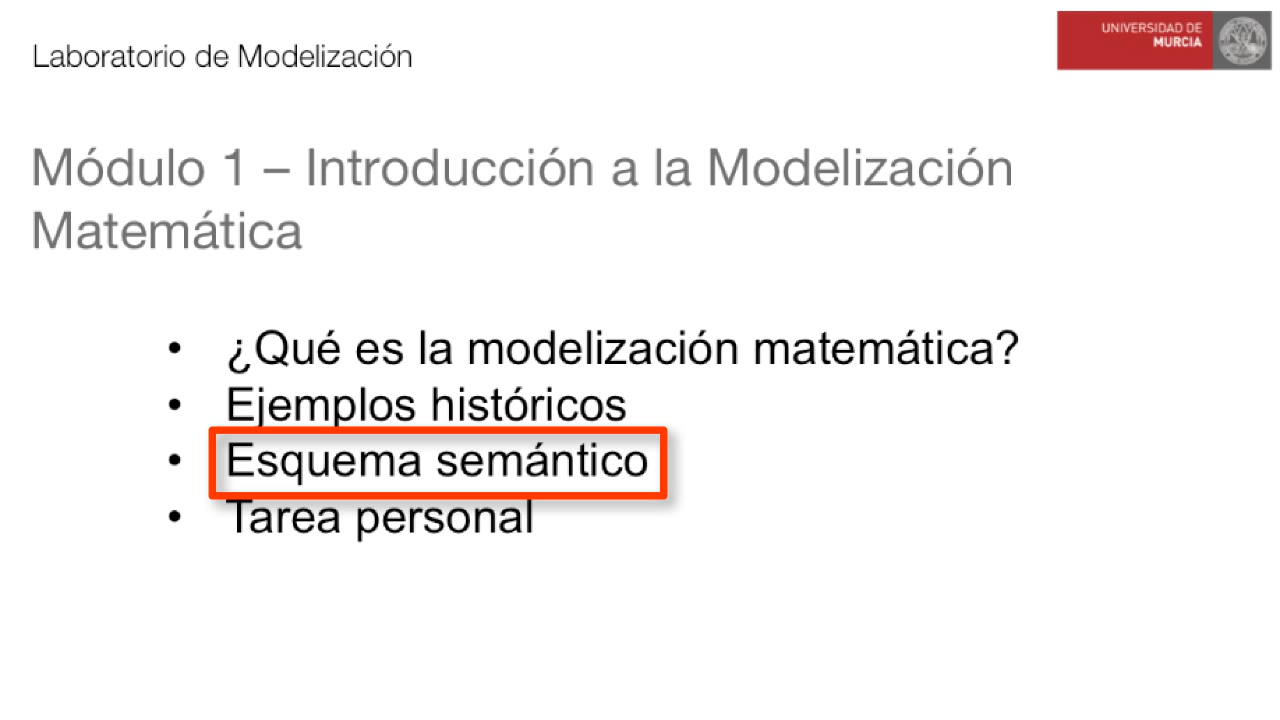 Laboratorio de Modelización
UNIVERSIDAD DE
MURCIA
Módulo 1 – Introducción a la Modelización
Matemática
• ¿Qué es la modelización matemática?
• Ejemplos históricos
• Esquema semántico
• Tarea personal